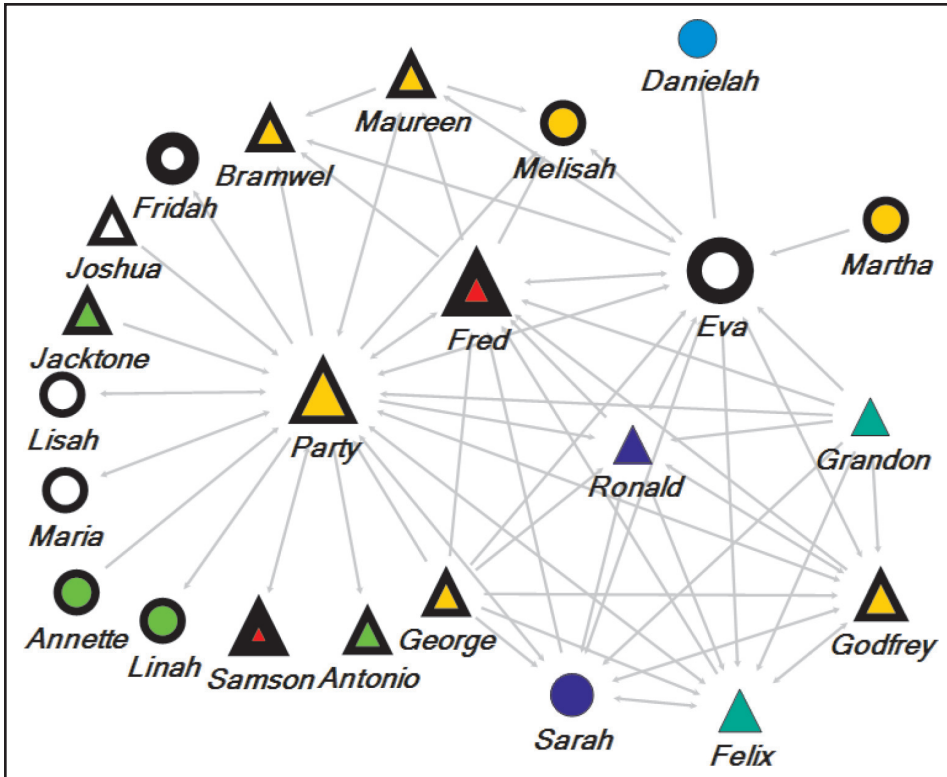 Danielah
Maureen
Melisah
Bramwel
Fridah
Martha
Joshua
Eva
Fred
Jacktone
Lisah
Party
Grandon
Ronald
Maria
Annette
George
Godfrey
Linah
Samson
Antonio
Sarah
Felix